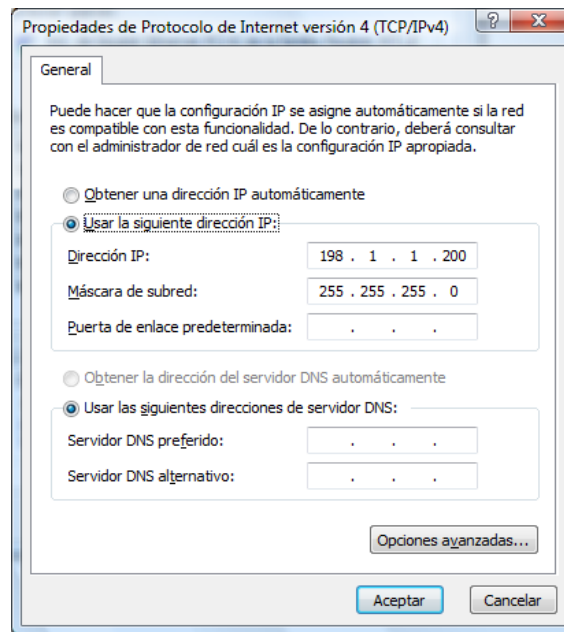 Propiedades de Protocolo de Internet versión 4 (TCP/IPv4)
?
X
General
Puede hacer que la configuración IP se asigne automáticamente si la red
es compatible con esta funcionalidad. De lo contrario, deberá consultar
con el administrador de red cuál es la configuración IP apropiada.
Obtener una dirección IP automáticamente
Usar la siguiente dirección IP:
Dirección IP: 198 . 1 . 1 . 200
Máscara de subred: 255 . 255 . 255 . 0
Puerta de enlace predeterminada: . . .
Obtener la dirección del servidor DNS automáticamente
Usar las siguientes direcciones de servidor DNS:
Servidor DNS preferido: . . .
Servidor DNS alternativo: . . .
Opciones avanzadas...
Aceptar Cancelar